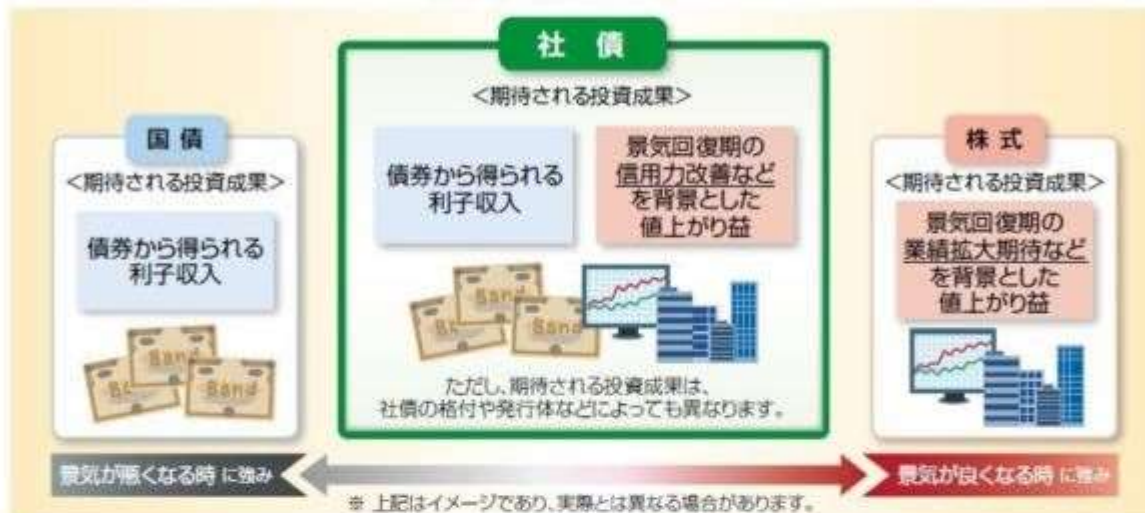 社債
<期待される投資成果>
債券から得られる
利子収入
景気回復期の
信用力改善など
を背景とした
値上がり益
Bond
Bond
Bond
ただし、期待される投資成果は、
社債の格付や発行体などによっても異なります。
国債
<期待される投資成果>
債券から得られる
利子収入
Bond
Bond
株式
<期待される投資成果>
景気回復期の
業績拡大期待など
を背景とした
値上がり益
景気が悪くなる時 に強み
景気が良くなる時 に強み
※ 上記はイメージであり、実際とは異なる場合があります。